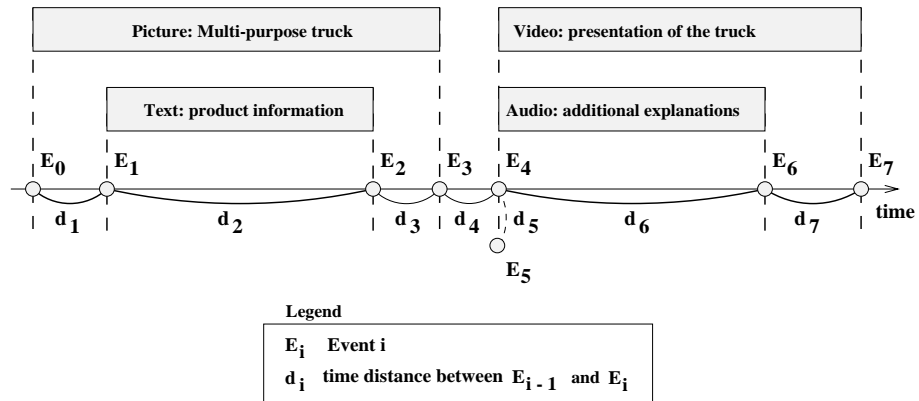 Picture: Multi-purpose truck
Video: presentation of the truck
Text: product information
Audio: additional explanations
E0 E1 E2 E3 E4 E6 E7
d1 d2 d3 d4 d5 d6 d7 time
E5
Legend
Ei Event i
di time distance between Ei - 1 and Ei